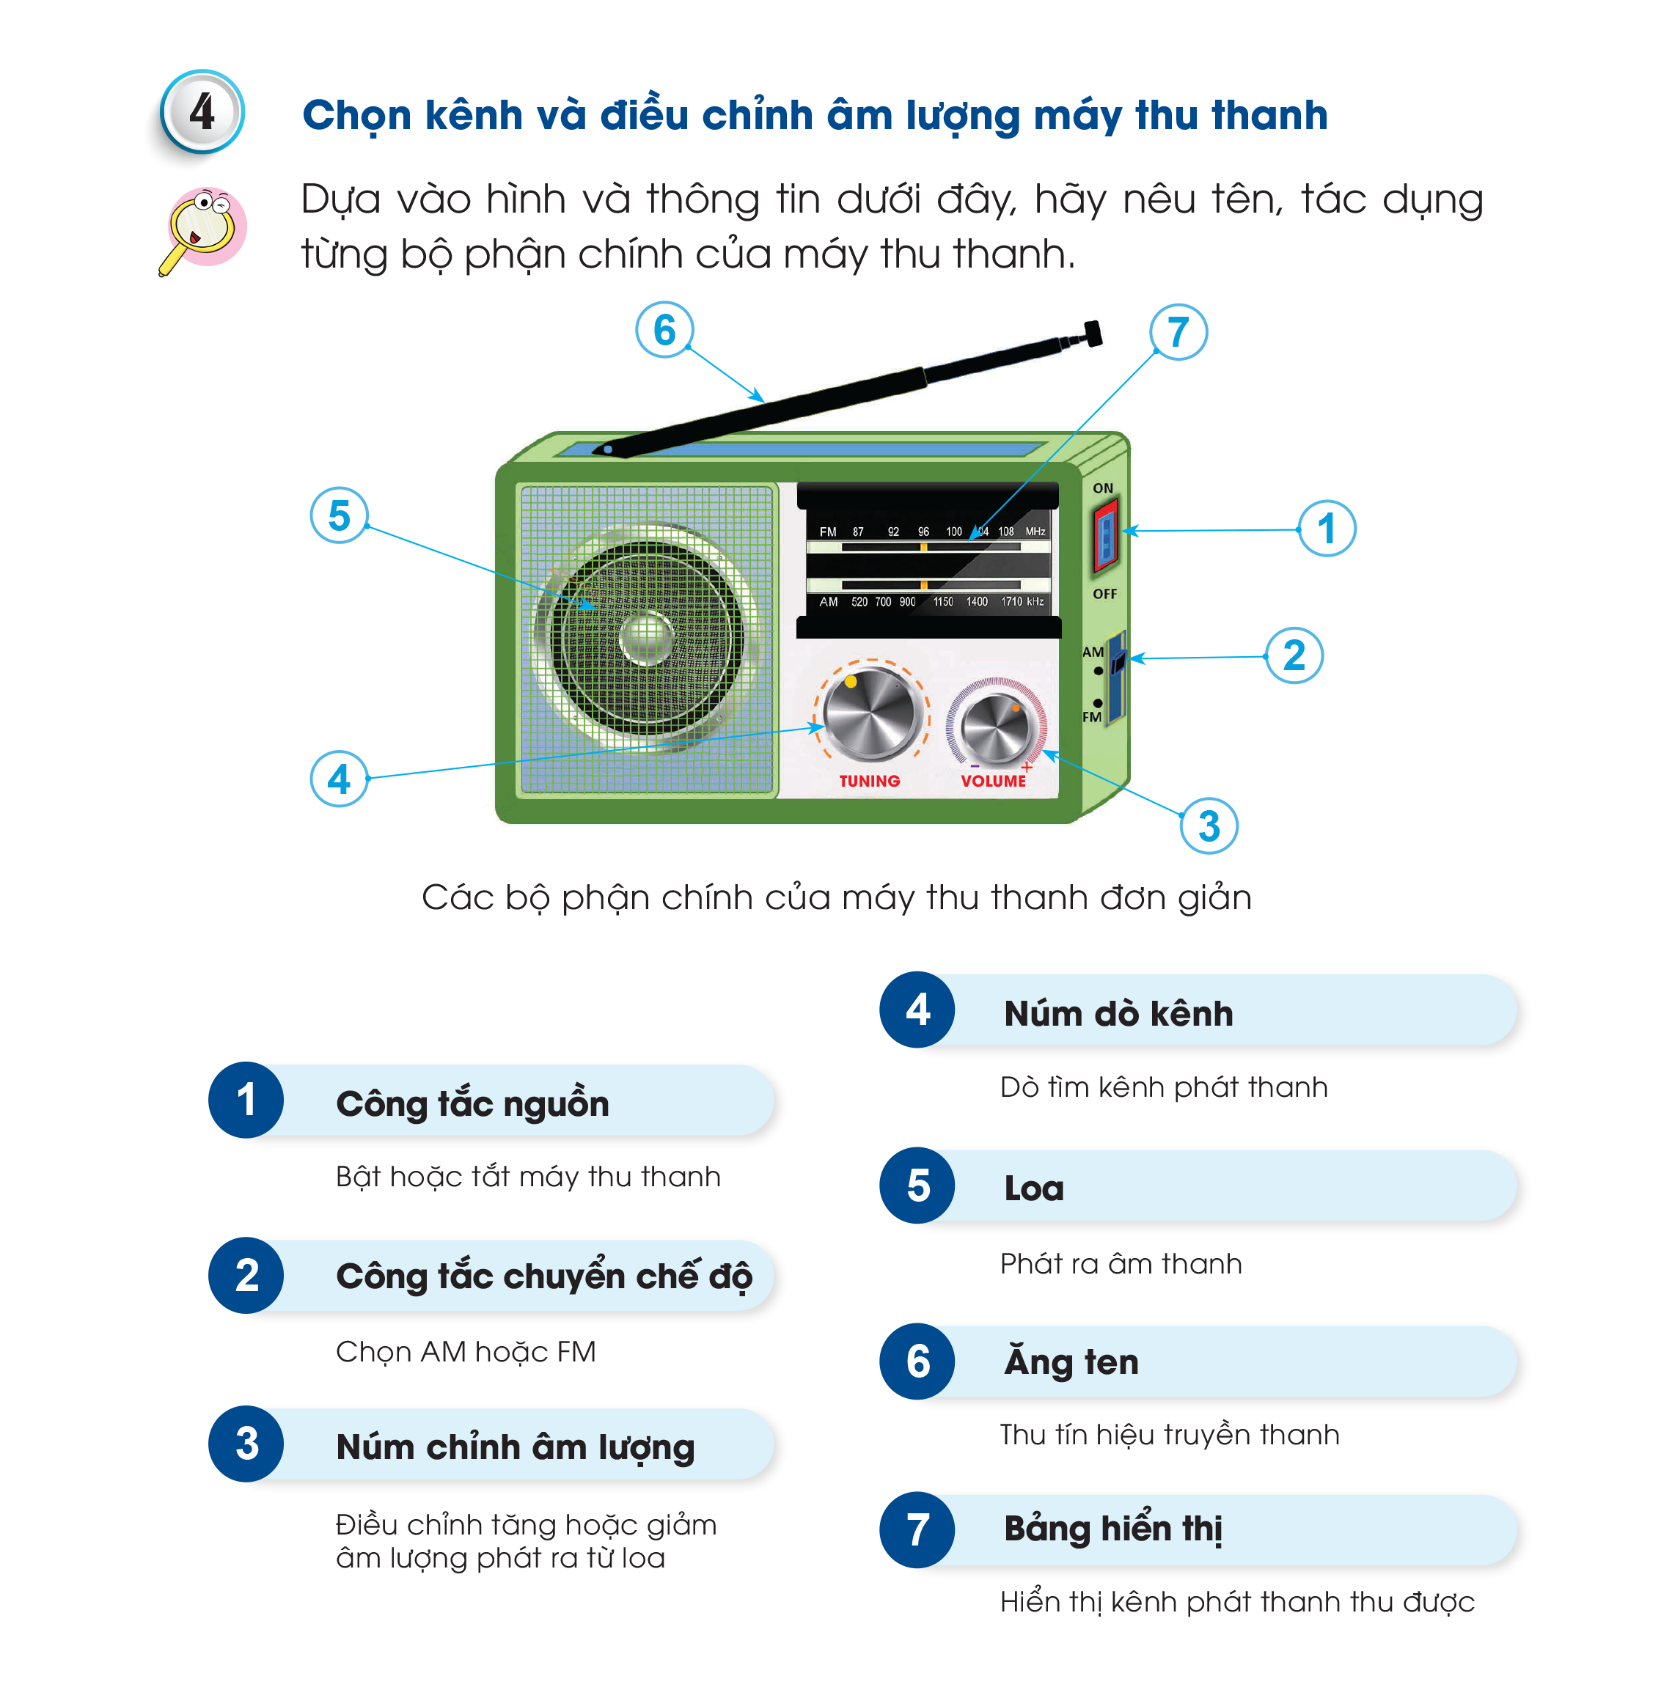 4
Chọn kênh và điều chỉnh âm lượng máy thu thanh
Dựa vào hình và thông tin dưới đây, hãy nêu tên, tác dụng
từng bộ phận chính của máy thu thanh.
6
7
5
1
2
4
3
ON
OFF
AM
FM
FM 87 92 96 100 104 108 MHz
AM 520 700 900 1150 1400 1710 kHz
- +
TUNING
VOLUME
Các bộ phận chính của máy thu thanh đơn giản
1
Công tắc nguồn
Bật hoặc tắt máy thu thanh
2
Công tắc chuyển chế độ
Chọn AM hoặc FM
3
Núm chỉnh âm lượng
Điều chỉnh tăng hoặc giảm
âm lượng phát ra từ loa
4
Núm dò kênh
Dò tìm kênh phát thanh
5
Loa
Phát ra âm thanh
6
Ăng ten
Thu tín hiệu truyền thanh
7
Bảng hiển thị
Hiển thị kênh phát thanh thu được